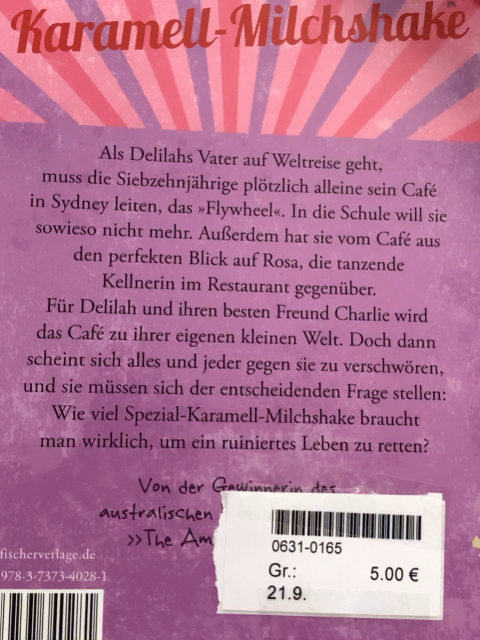 Karamell-Milchshake
Als Delilahs Vater auf Weltreise geht,
muss die Siebzehnjährige plötzlich alleine sein Café
in Sydney leiten, das »Flywheel«. In die Schule will sie
sowieso nicht mehr. Außerdem hat sie vom Café aus
den perfekten Blick auf Rosa, die tanzende
Kellnerin im Restaurant gegenüber.
Für Delilah und ihren besten Freund Charlie wird
das Café zu ihrer eigenen kleinen Welt. Doch dann
scheint sich alles und jeder gegen sie zu verschwören,
und sie müssen sich der entscheidenden Frage stellen:
Wie viel Spezial-Karamell-Milchshake braucht
man wirklich, um ein ruiniertes Leben zu retten?
Von der Gewinnerin des
australischen
»The Am
fischerverlage.de
978-3-7373-4028-1
0631-0165
Gr.: 5.00 €
21.9.